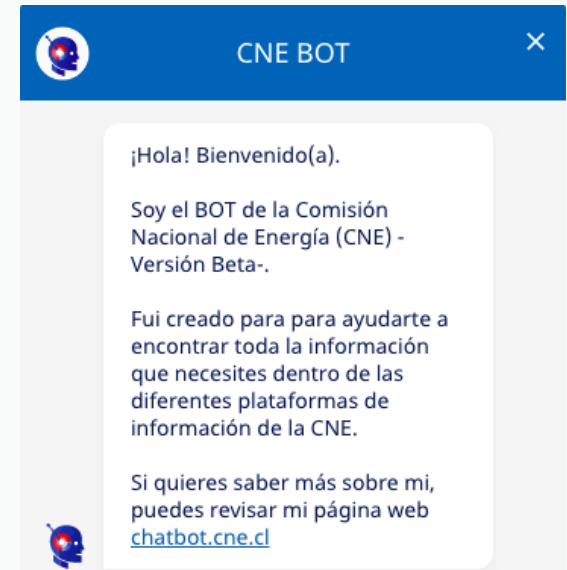 CNE BOT
¡Hola! Bienvenido(a).
Soy el BOT de la Comisión
Nacional de Energía (CNE) -
Versión Beta-.
Fui creado para para ayudarte a
encontrar toda la información
que necesites dentro de las
diferentes plataformas de
información de la CNE.
Si quieres saber más sobre mi,
puedes revisar mi página web
chatbot.cne.cl